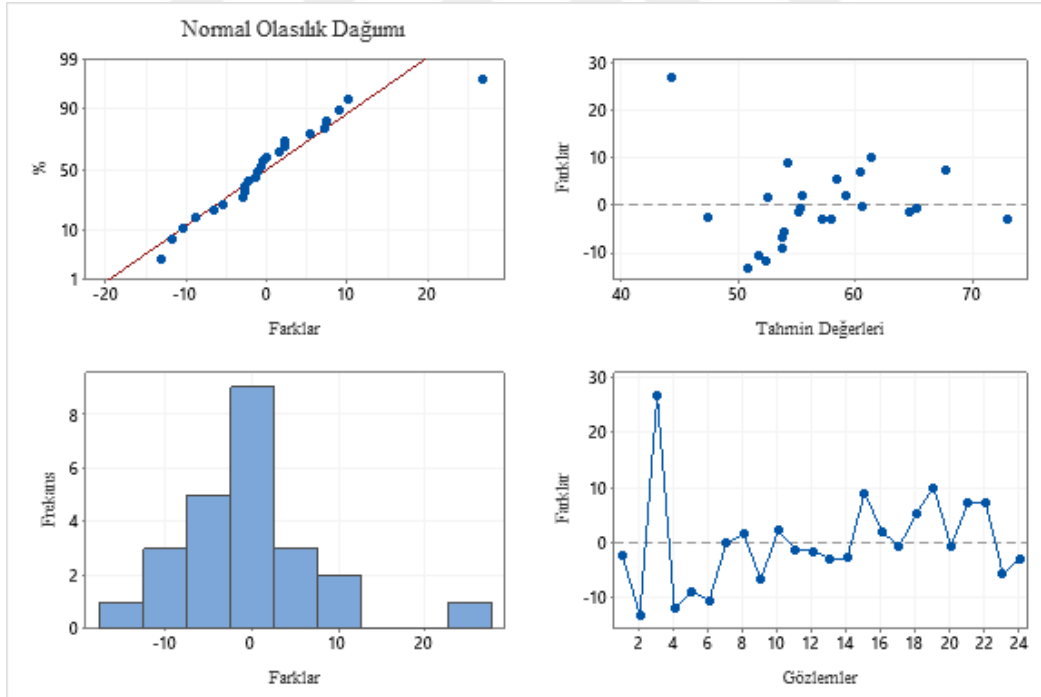 Normal Olasılık Dağıımı
99
90
50
10
1
%
-20 -10 0 10 20
Farklar
30
20
10
0
-10
Farklar
40 50 60 70
Tahmin Değerleri
8
6
4
2
0
Frekans
-10 0 10 20
Farklar
30
20
10
0
-10
Farklar
2 4 6 8 10 12 14 16 18 20 22 24
Gözlemler